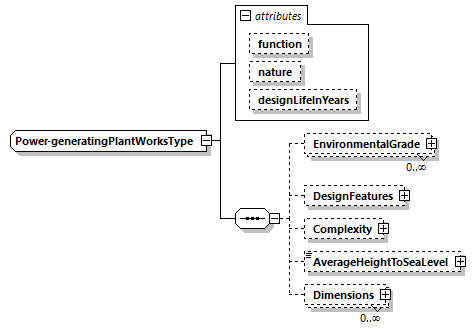 attributes
function
nature
designLifeInYears
Power-generatingPlantWorksType
EnvironmentalGrade
0..∞
DesignFeatures
Complexity
AverageHeightToSeaLevel
Dimensions
0..∞